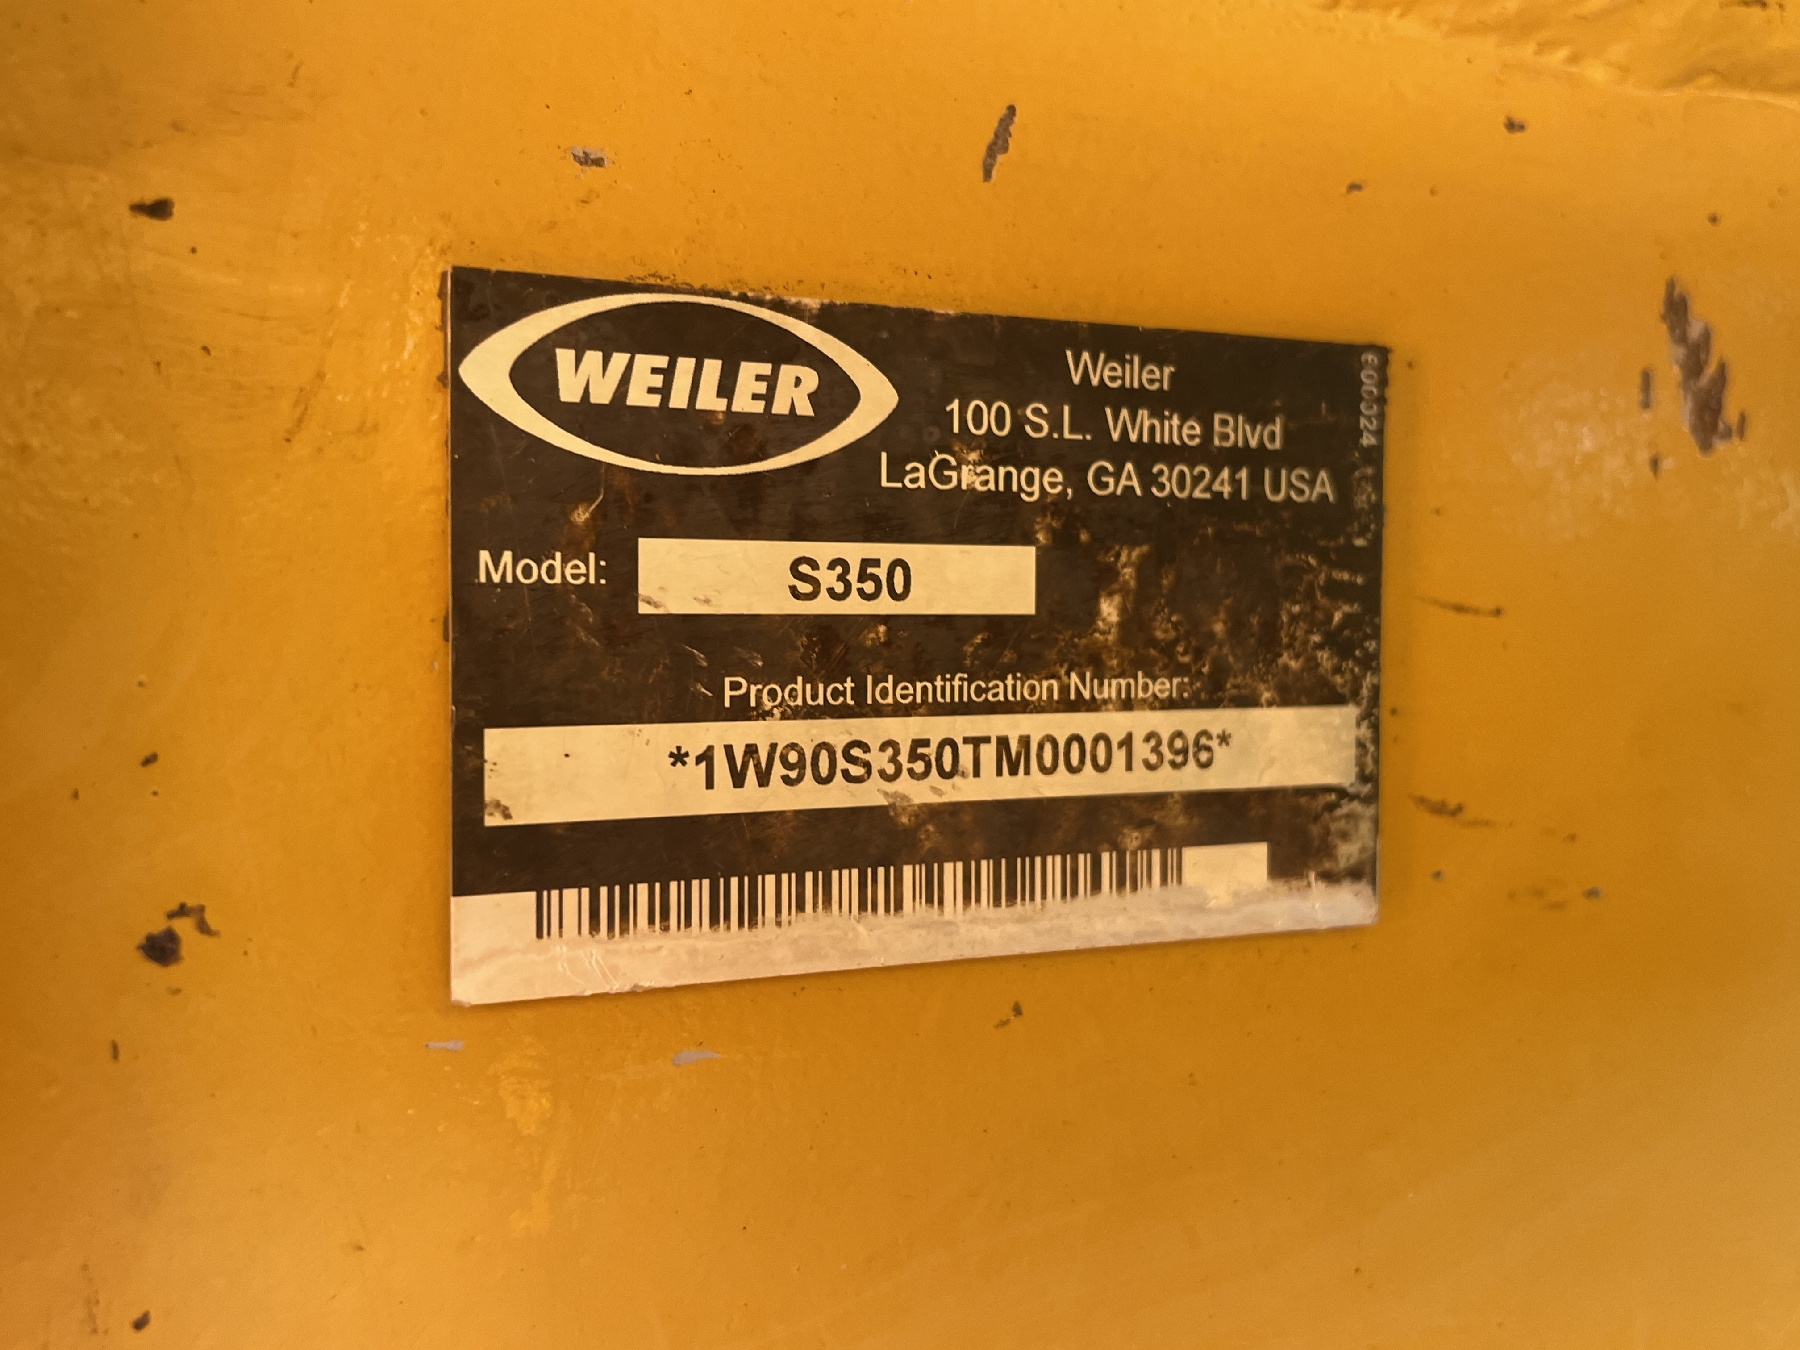 WEILER
Weiler
100 S.L. White Blvd
LaGrange, GA 30241 USA
Model: S350
Product Identification Number:
*1W90S350TM0001396*